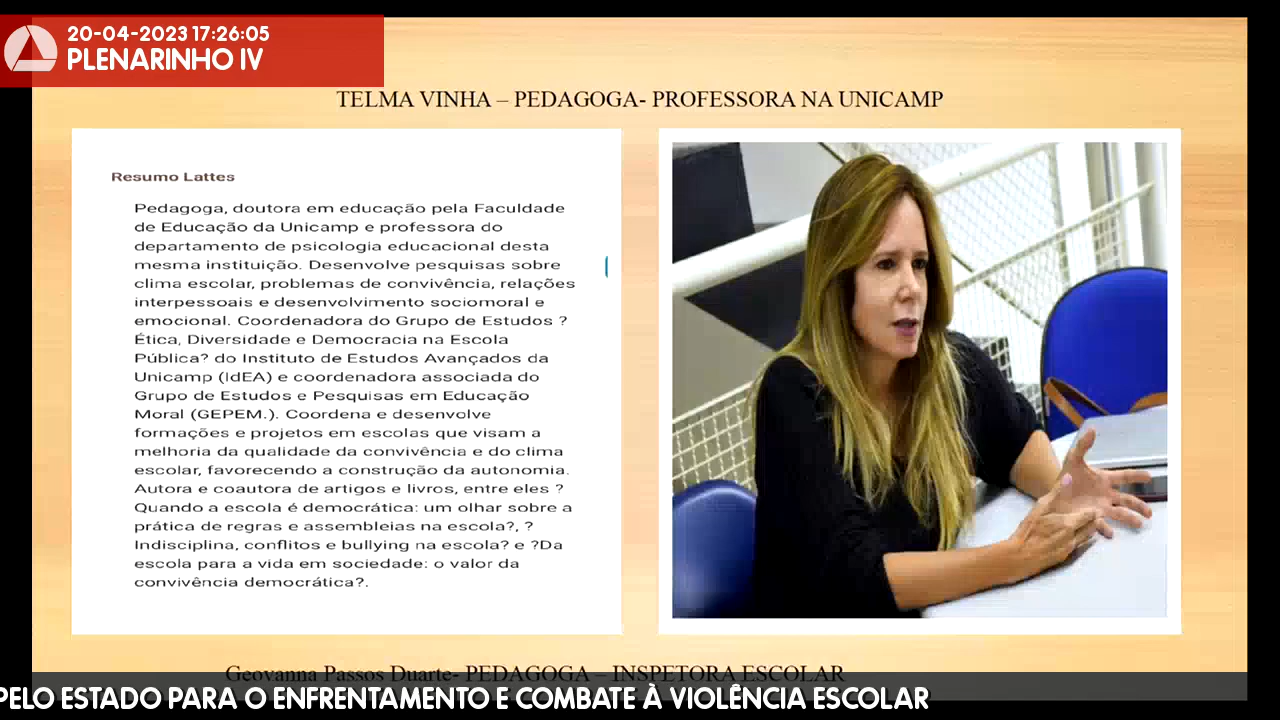 20-04-2023 17:26:05
PLENARINHO IV
TELMA VINHA – PEDAGOGA- PROFESSORA NA UNICAMP
Resumo Lattes
Pedagoga, doutora em educação pela Faculdade
de Educação da Unicamp e professora do
departamento de psicologia educacional desta
mesma instituição. Desenvolve pesquisas sobre
clima escolar, problemas de convivência, relações
interpessoais e desenvolvimento sociomoral e
emocional. Coordenadora do Grupo de Estudos ?
Ética, Diversidade e Democracia na Escola
Pública? do Instituto de Estudos Avançados da
Unicamp (IdEA) e coordenadora associada do
Grupo de Estudos e Pesquisas em Educação
Moral (GEPEM.). Coordena e desenvolve
formações e projetos em escolas que visam a
melhoria da qualidade da convivência e do clima
escolar, favorecendo a construção da autonomia.
Autora e coautora de artigos e livros, entre eles ?
Quando a escola é democrática: um olhar sobre a
prática de regras e assembleias na escola?, ?
Indisciplina, conflitos e bullying na escola? e ?Da
escola para a vida em sociedade: o valor da
convivência democrática?.
Geovanna Passos Duarte- PEDAGOGA – INSPETORA ESCOLAR
PELO ESTADO PARA O ENFRENTAMENTO E COMBATE À VIOLÊNCIA ESCOLAR